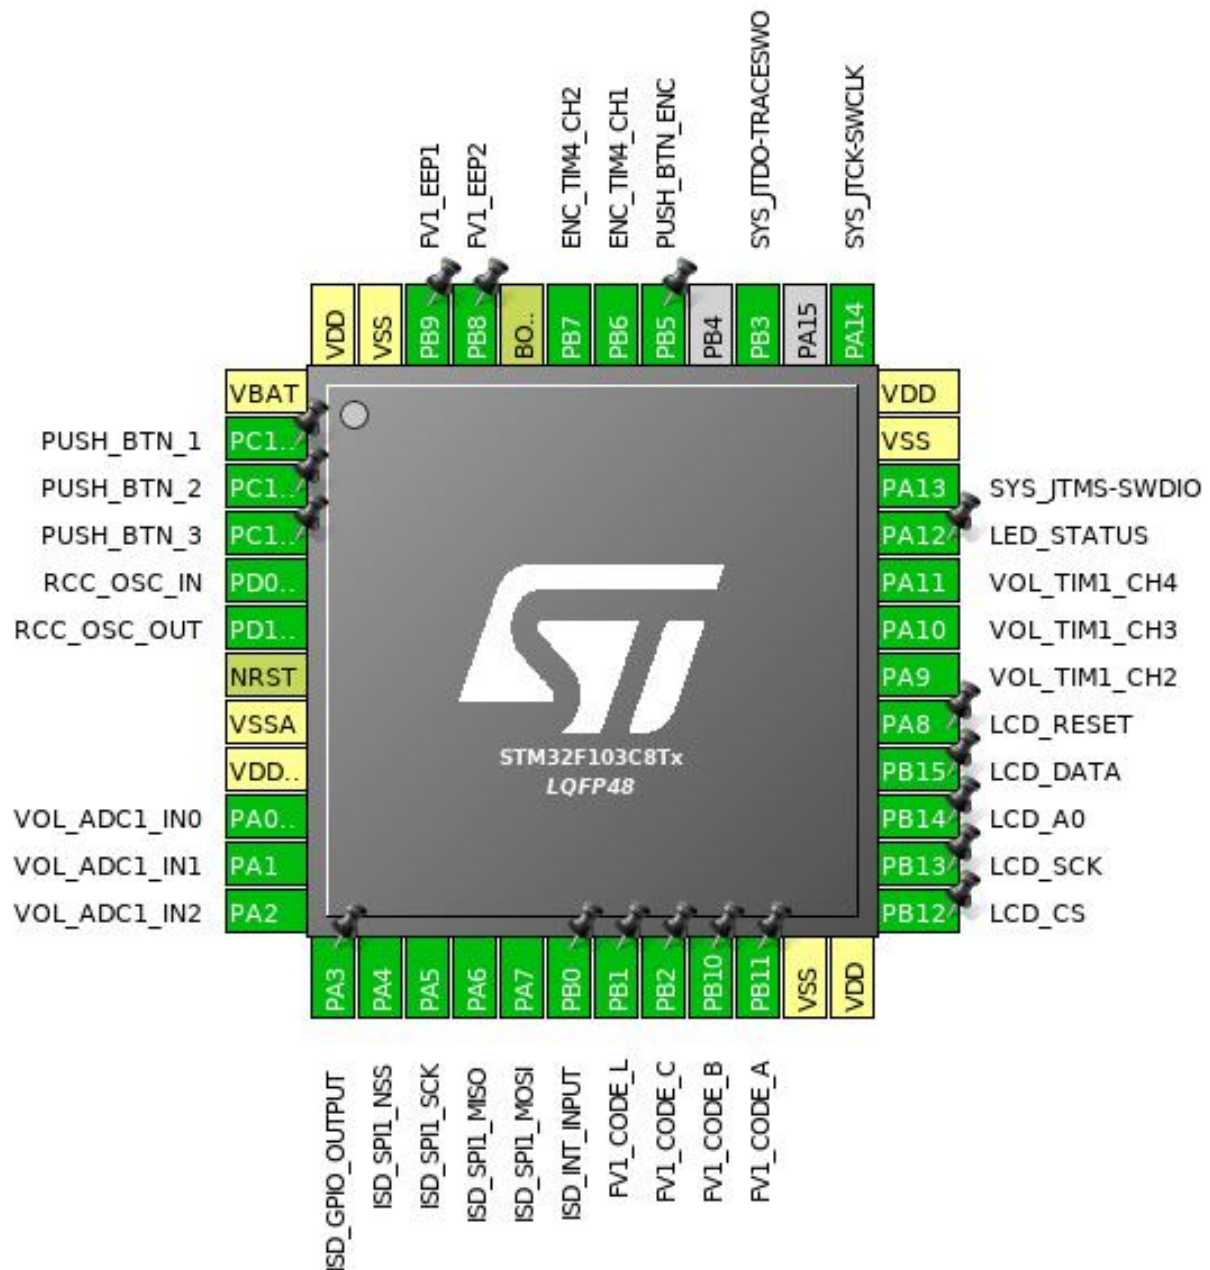 FV1_EEP1
FV1_EEP2
ENC_TIM4_CH2
ENC_TIM4_CH1
PUSH_BTN_ENC
SYS_JTDO-TRACESWO
SYS_JTCK-SWCLK
VDD
VSS
PB9
PB8
BO..
PB7
PB6
PB5
PB4
PB3
PA15
PA14
VBAT
PUSH_BTN_1 PC1..
PUSH_BTN_2 PC1..
PUSH_BTN_3 PC1..
RCC_OSC_IN PD0..
RCC_OSC_OUT PD1..
NRST
VSSA
VDD..
VOL_ADC1_IN0 PA0..
VOL_ADC1_IN1 PA1
VOL_ADC1_IN2 PA2
ST
STM32F103C8Tx
LQFP48
VDD
VSS
PA13 SYS_JTMS-SWDIO
PA12 LED_STATUS
PA11 VOL_TIM1_CH4
PA10 VOL_TIM1_CH3
PA9 VOL_TIM1_CH2
PA8 LCD_RESET
PB15 LCD_DATA
PB14 LCD_A0
PB13 LCD_SCK
PB12 LCD_CS
PA3
PA4
PA5
PA6
PA7
PB0
PB1
PB2
PB10
PB11
VSS
VDD
ISD_GPIO_OUTPUT
ISD_SPI1_NSS
ISD_SPI1_SCK
ISD_SPI1_MISO
ISD_SPI1_MOSI
ISD_INT_INPUT
FV1_CODE_L
FV1_CODE_C
FV1_CODE_B
FV1_CODE_A